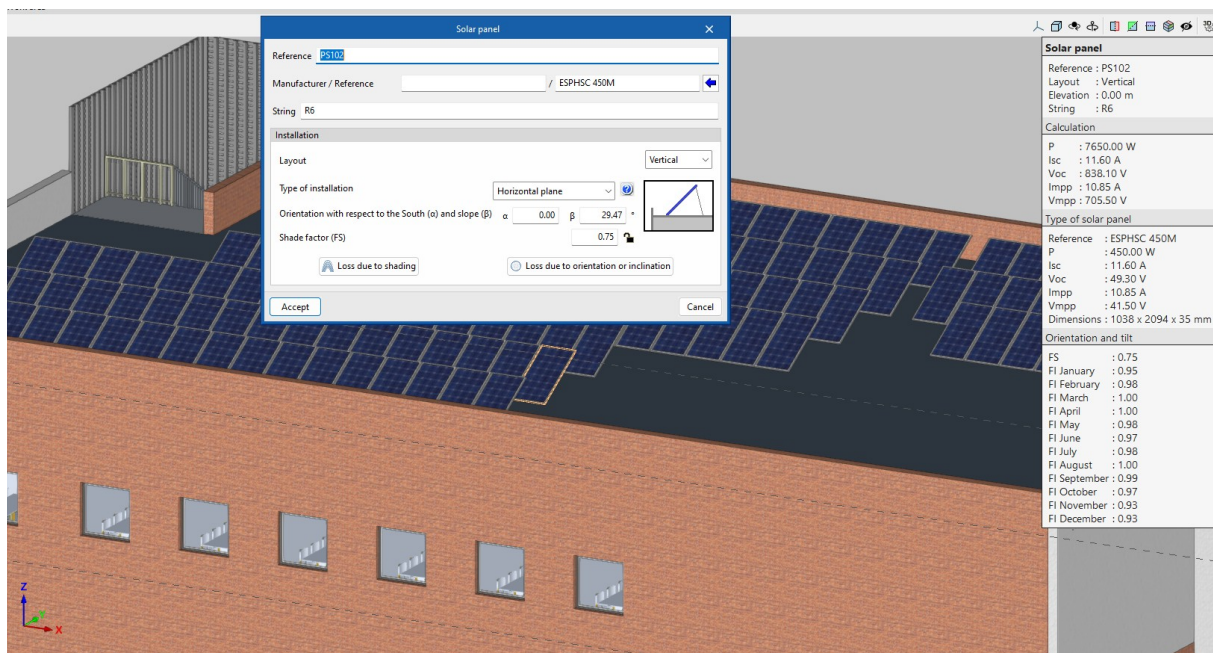 Solar panel
Reference PS102
Manufacturer / Reference / ESPHSC 450M
String R6
Installation
Layout Vertical
Type of installation Horizontal plane
Orientation with respect to the South (α) and slope (β) α 0.00 β 29.47 °
Shade factor (FS) 0.75
Loss due to shading Loss due to orientation or inclination
Accept Cancel
3D
Solar panel
Reference : PS102
Layout : Vertical
Elevation : 0.00 m
String : R6
Calculation
P : 7650.00 W
Isc : 11.60 A
Voc : 838.10 V
Impp : 10.85 A
Vmpp : 705.50 V
Type of solar panel
Reference : ESPHSC 450M
P : 450.00 W
Isc : 11.60 A
Voc : 49.30 V
Impp : 10.85 A
Vmpp : 41.50 V
Dimensions : 1038 x 2094 x 35 mm
Orientation and tilt
FS : 0.75
FI January : 0.95
FI February : 0.98
FI March : 1.00
FI April : 1.00
FI May : 0.98
FI June : 0.97
FI July : 0.98
FI August : 1.00
FI September : 0.99
FI October : 0.97
FI November : 0.93
FI December : 0.93
Z
Y
X